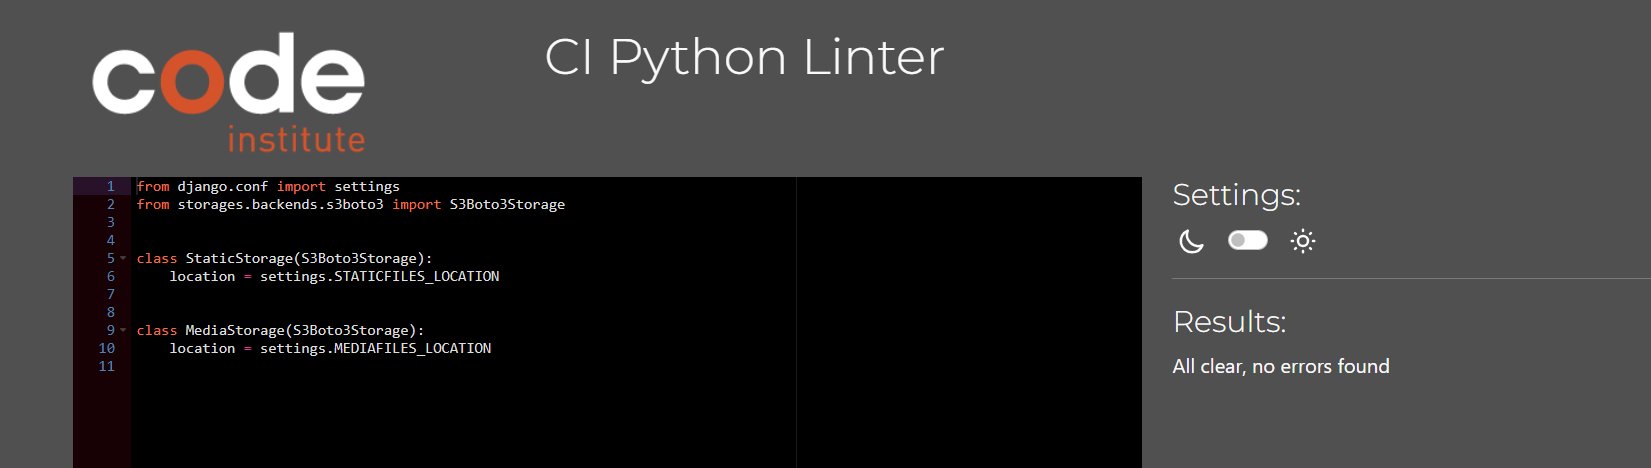 code
institute
CI Python Linter
1 from django.conf import settings
2 from storages.backends.s3boto3 import S3Boto3Storage
3
4
5 class StaticStorage(S3Boto3Storage):
6     location = settings.STATICFILES_LOCATION
7
8
9 class MediaStorage(S3Boto3Storage):
10     location = settings.MEDIAFILES_LOCATION
11
Settings:
Results:
All clear, no errors found